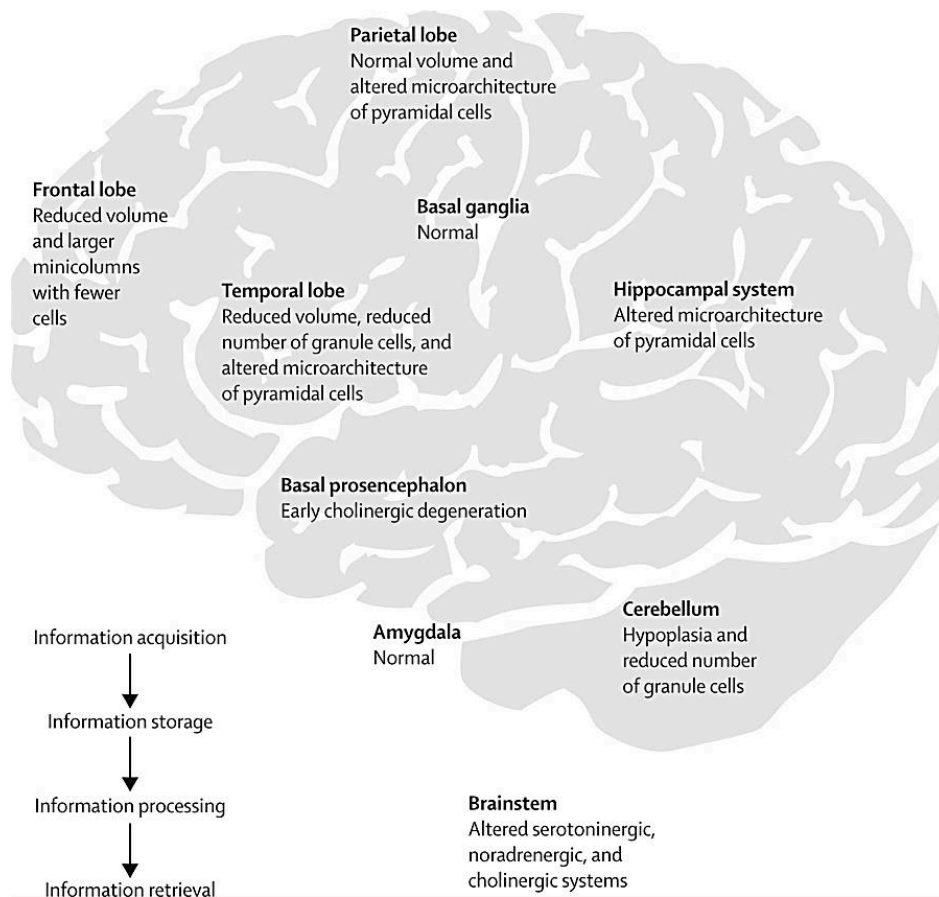 Parietal lobe
Normal volume and
altered microarchitecture
of pyramidal cells
Frontal lobe
Reduced volume
and larger
minicolumns
with fewer
cells
Basal ganglia
Normal
Temporal lobe
Reduced volume, reduced
number of granule cells, and
altered microarchitecture
of pyramidal cells
Hippocampal system
Altered microarchitecture
of pyramidal cells
Basal prosencephalon
Early cholinergic degeneration
Amygdala
Normal
Cerebellum
Hypoplasia and
reduced number
of granule cells
Information acquisition
Information storage
Information processing
Information retrieval
Brainstem
Altered serotoninergic,
noradrenergic, and
cholinergic systems